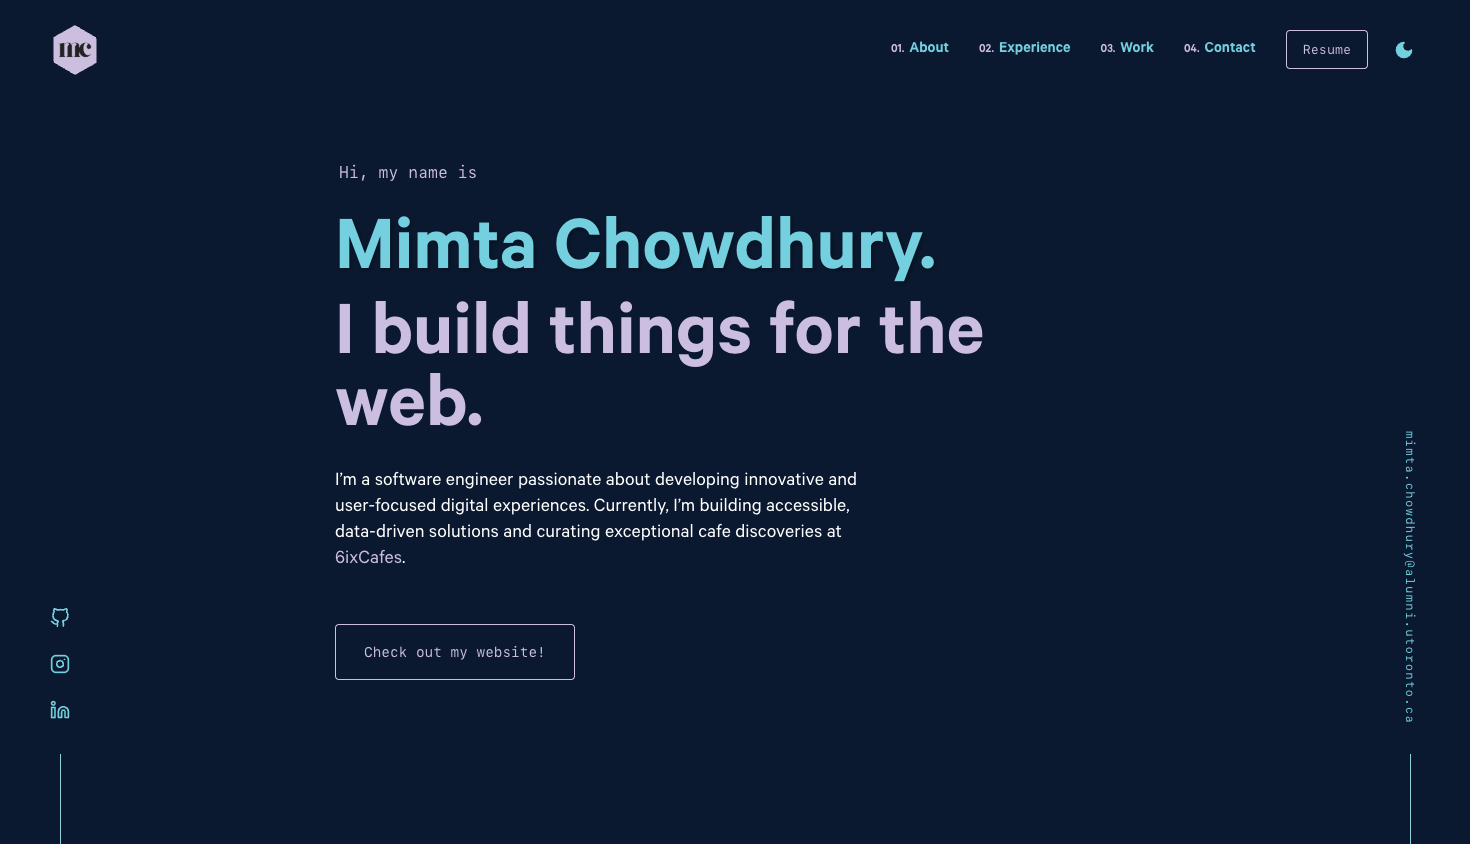 mc
01. About
02. Experience
03. Work
04. Contact
Resume
Hi, my name is
Mimta Chowdhury.
I build things for the
web.
I’m a software engineer passionate about developing innovative and
user-focused digital experiences. Currently, I’m building accessible,
data-driven solutions and curating exceptional cafe discoveries at
6ixCafes.
Check out my website!
mimta.chowdhury@alumni.utoronto.ca